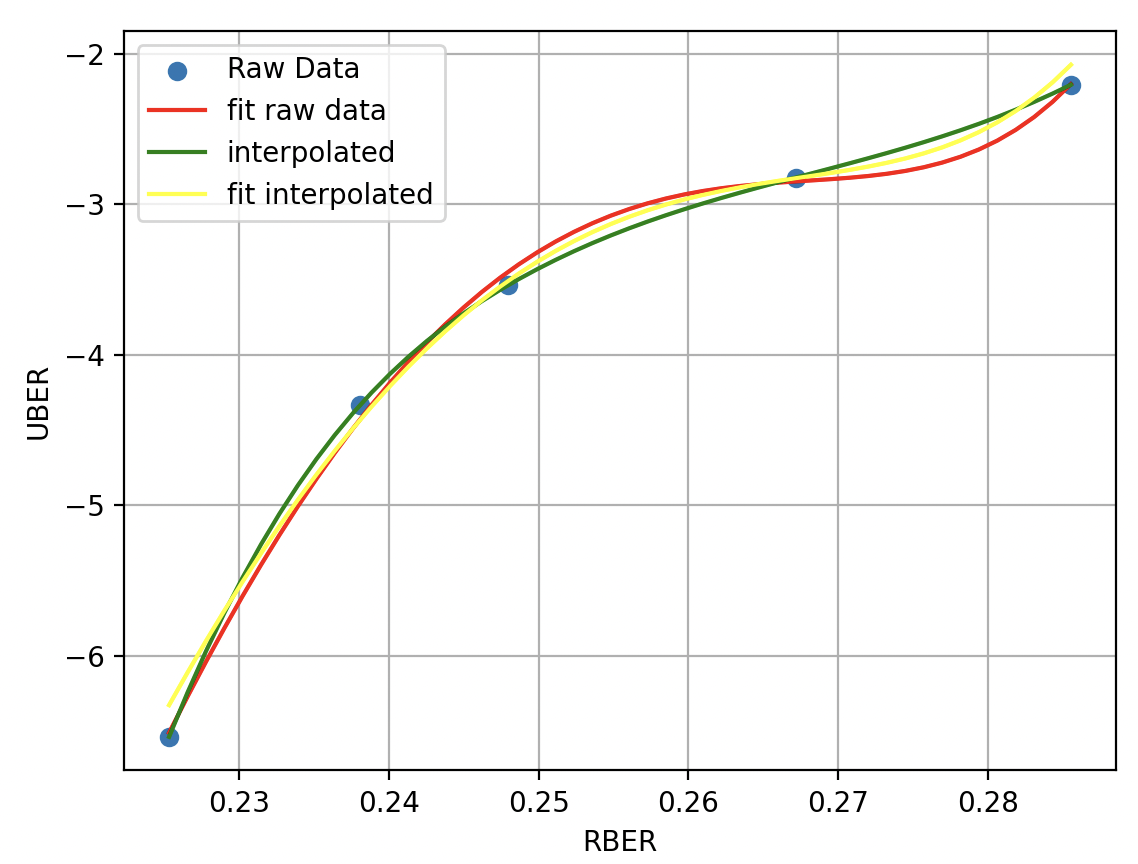 Raw Data
fit raw data
interpolated
fit interpolated
−2
−3
−4
−5
−6
UBER
0.23 0.24 0.25 0.26 0.27 0.28
RBER